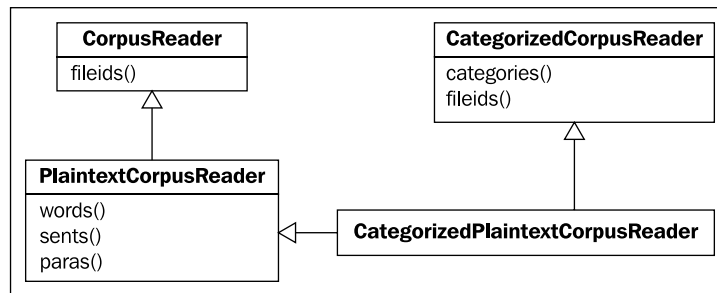 CorpusReader
fileids()
CategorizedCorpusReader
categories()
fileids()
PlaintextCorpusReader
words()
sents()
paras()
CategorizedPlaintextCorpusReader